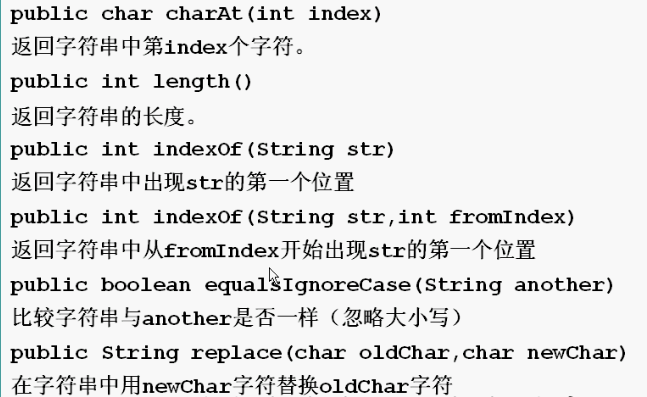 public char charAt(int index)
返回字符串中第index个字符。
public int length()
返回字符串的长度。
public int indexOf(String str)
返回字符串中出现str的第一个位置
public int indexOf(String str,int fromIndex)
返回字符串中从fromIndex开始出现str的第一个位置
public boolean equalsIgnoreCase(String another)
比较字符串与another是否一样（忽略大小写）
public String replace(char oldChar,char newChar)
在字符串中用newChar字符替换oldChar字符